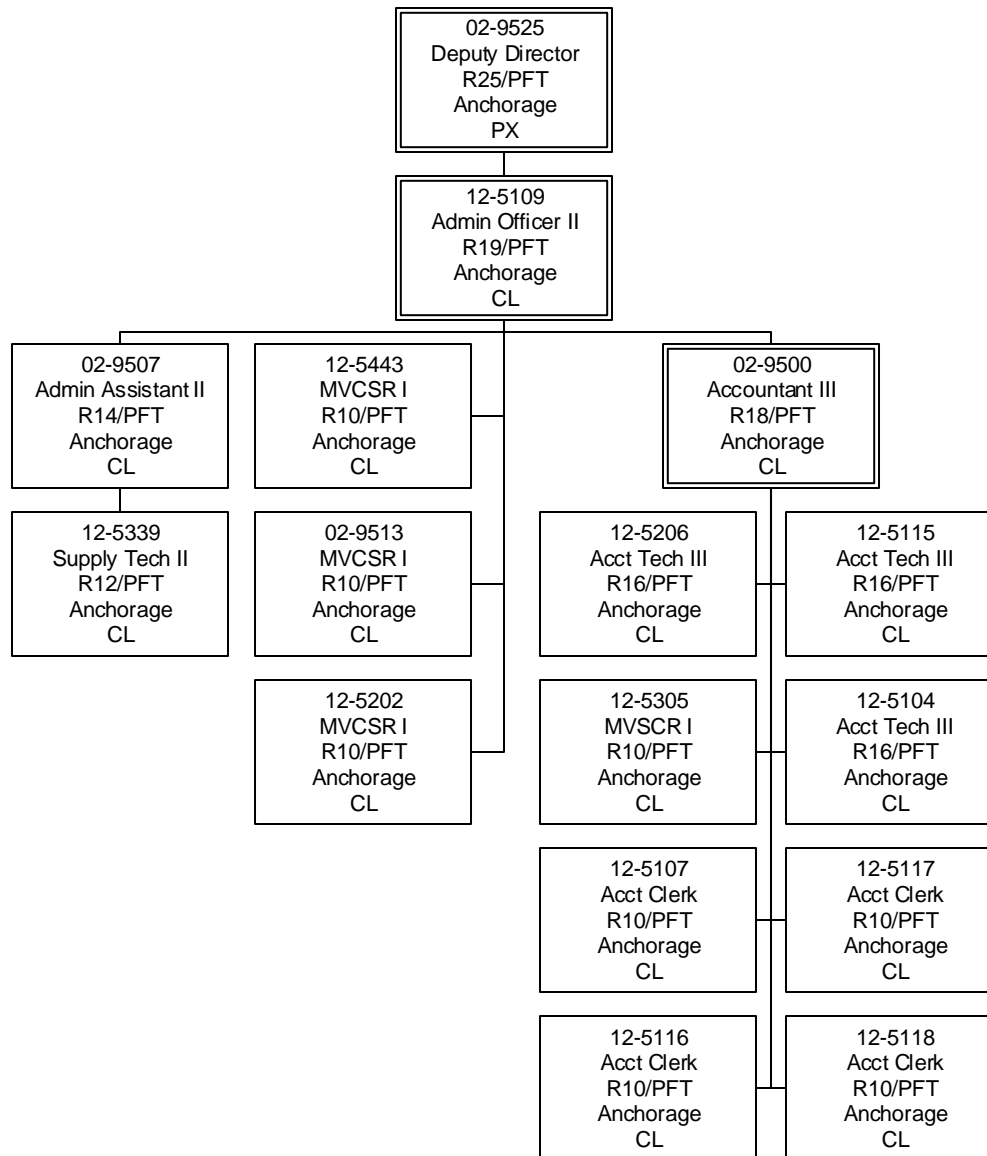 02-9525
Deputy Director
R25/PFT
Anchorage
PX
12-5109
Admin Officer II
R19/PFT
Anchorage
CL
02-9507
Admin Assistant II
R14/PFT
Anchorage
CL
12-5443
MVCSR I
R10/PFT
Anchorage
CL
02-9500
Accountant III
R18/PFT
Anchorage
CL
12-5339
Supply Tech II
R12/PFT
Anchorage
CL
02-9513
MVCSR I
R10/PFT
Anchorage
CL
12-5206
Acct Tech III
R16/PFT
Anchorage
CL
12-5115
Acct Tech III
R16/PFT
Anchorage
CL
12-5202
MVCSR I
R10/PFT
Anchorage
CL
12-5305
MVSCR I
R10/PFT
Anchorage
CL
12-5104
Acct Tech III
R16/PFT
Anchorage
CL
12-5107
Acct Clerk
R10/PFT
Anchorage
CL
12-5117
Acct Clerk
R10/PFT
Anchorage
CL
12-5116
Acct Clerk
R10/PFT
Anchorage
CL
12-5118
Acct Clerk
R10/PFT
Anchorage
CL